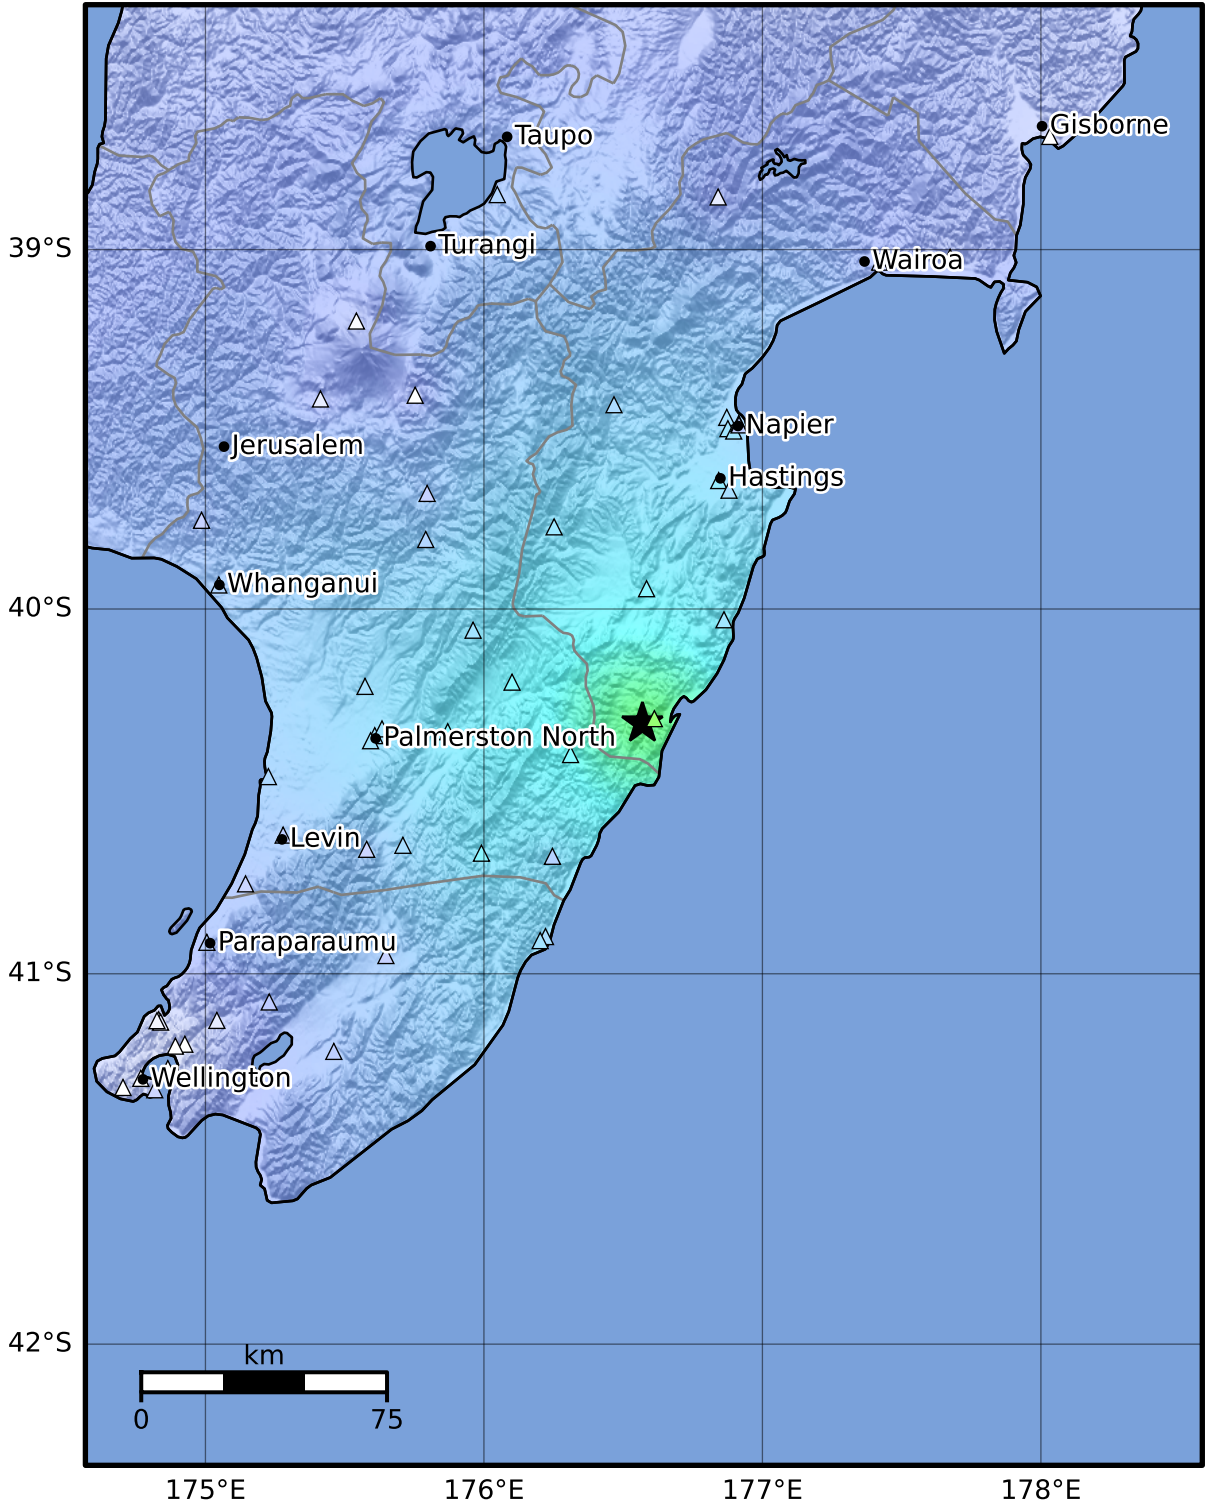 Gisborne
Taupo
Turangi
39°S
Wairoa
Napier
Jerusalem
Hastings
Whanganui
40°S
Palmerston North
Levin
Paraparaumu
41°S
Wellington
42°S
km
0
75
175°E
176°E
177°E
178°E